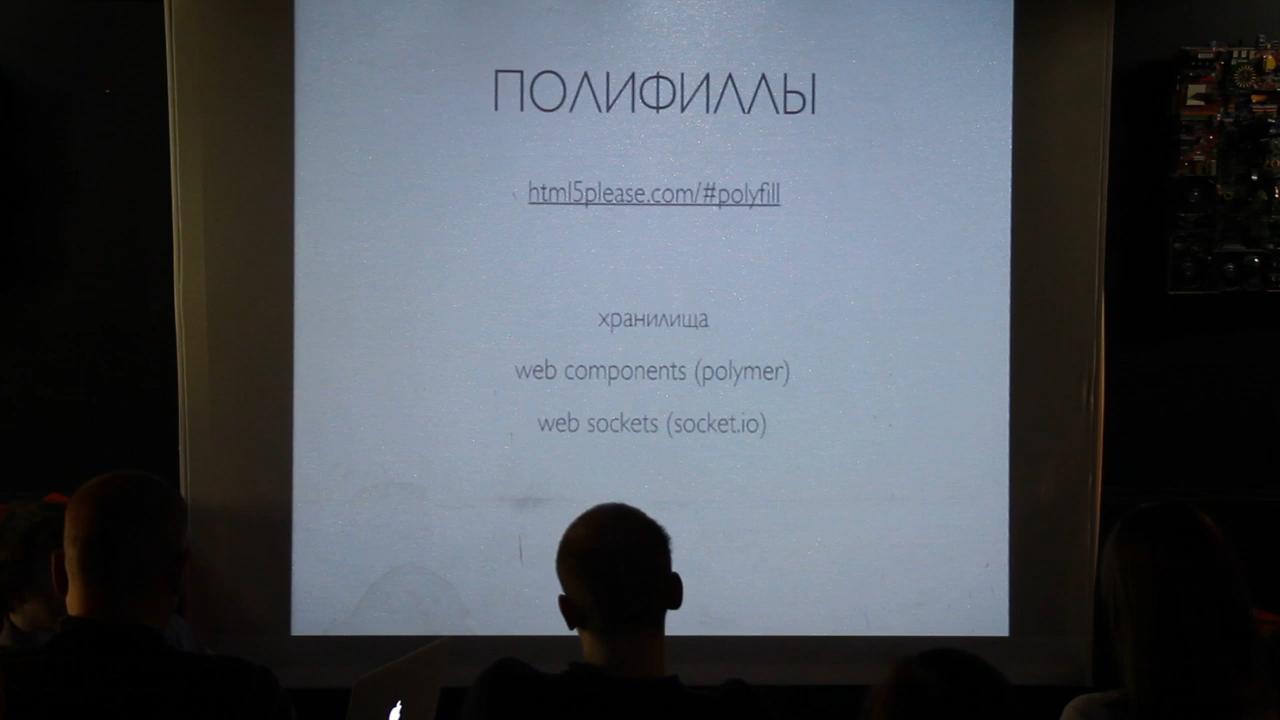 ПОЛИФИЛЛЫ
html5please.com/#polyfill
хранилища
web components (polymer)
web sockets (socket.io)